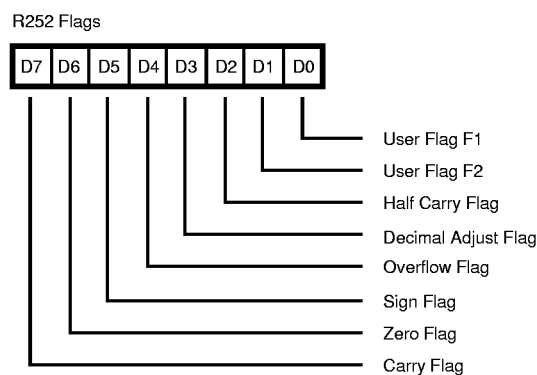 R252 Flags
D7 D6 D5 D4 D3 D2 D1 D0
User Flag F1
User Flag F2
Half Carry Flag
Decimal Adjust Flag
Overflow Flag
Sign Flag
Zero Flag
Carry Flag